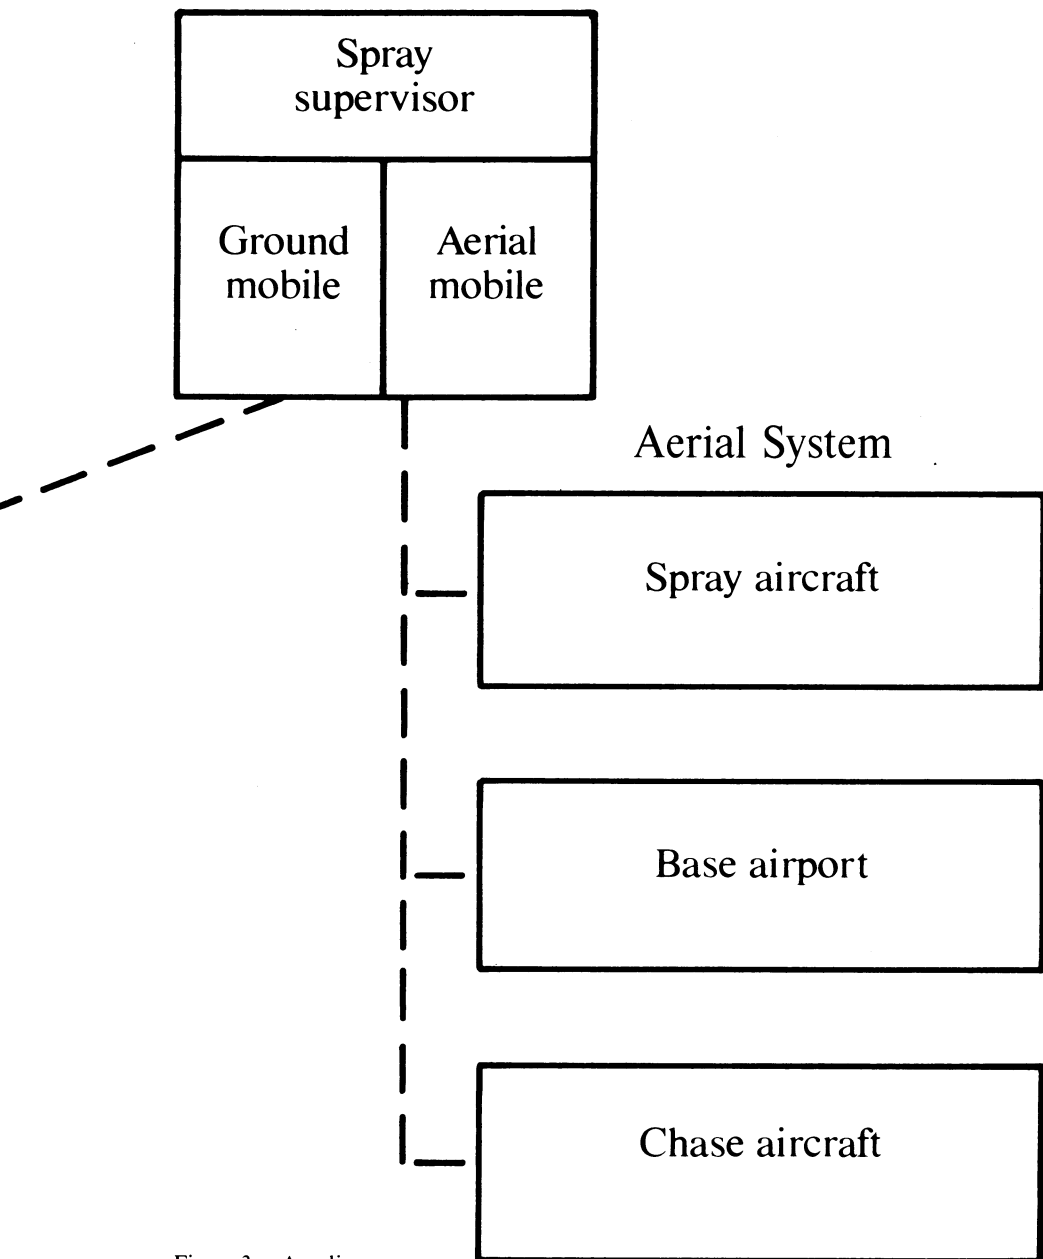 Spray
supervisor
Ground
mobile
Aerial
mobile
Aerial System
Spray aircraft
Base airport
Chase aircraft